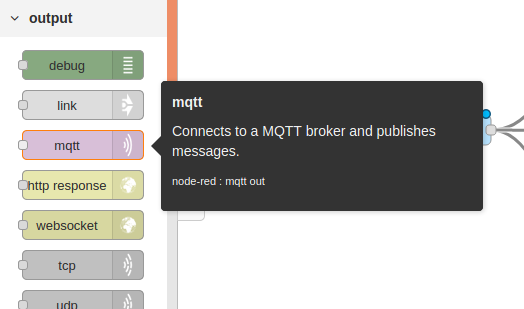 output
debug
link
mqtt
http response
websocket
tcp
udp
mqtt
Connects to a MQTT broker and publishes
messages.
node-red : mqtt out